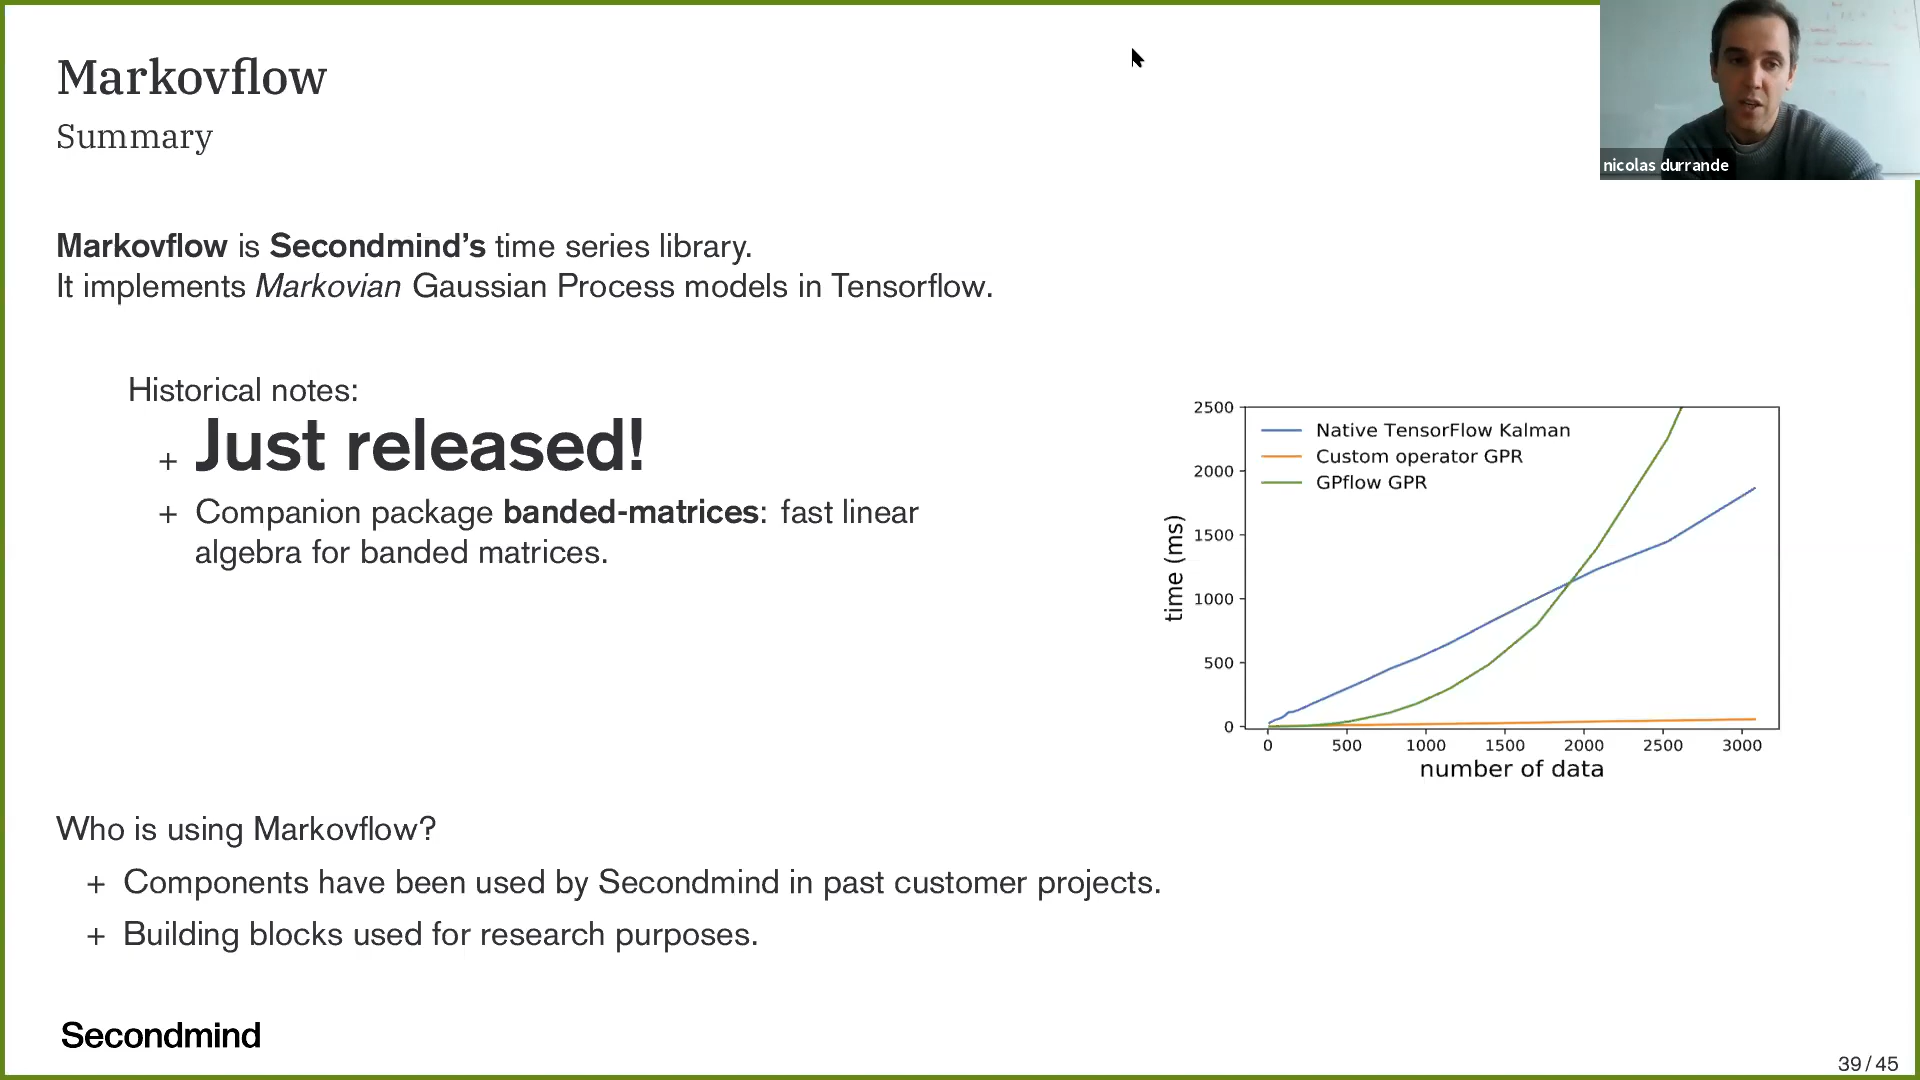 Markovflow
Summary
nicolas durrande
Markovflow is Secondmind's time series library.
It implements Markovian Gaussian Process models in Tensorflow.
Historical notes:
+ Just released!
+ Companion package banded-matrices: fast linear
algebra for banded matrices.
2500
2000
1500
1000
500
0
time (ms)
Native TensorFlow Kalman
Custom operator GPR
GPflow GPR
0 500 1000 1500 2000 2500 3000
number of data
Who is using Markovflow?
+ Components have been used by Secondmind in past customer projects.
+ Building blocks used for research purposes.
Secondmind
39 / 45